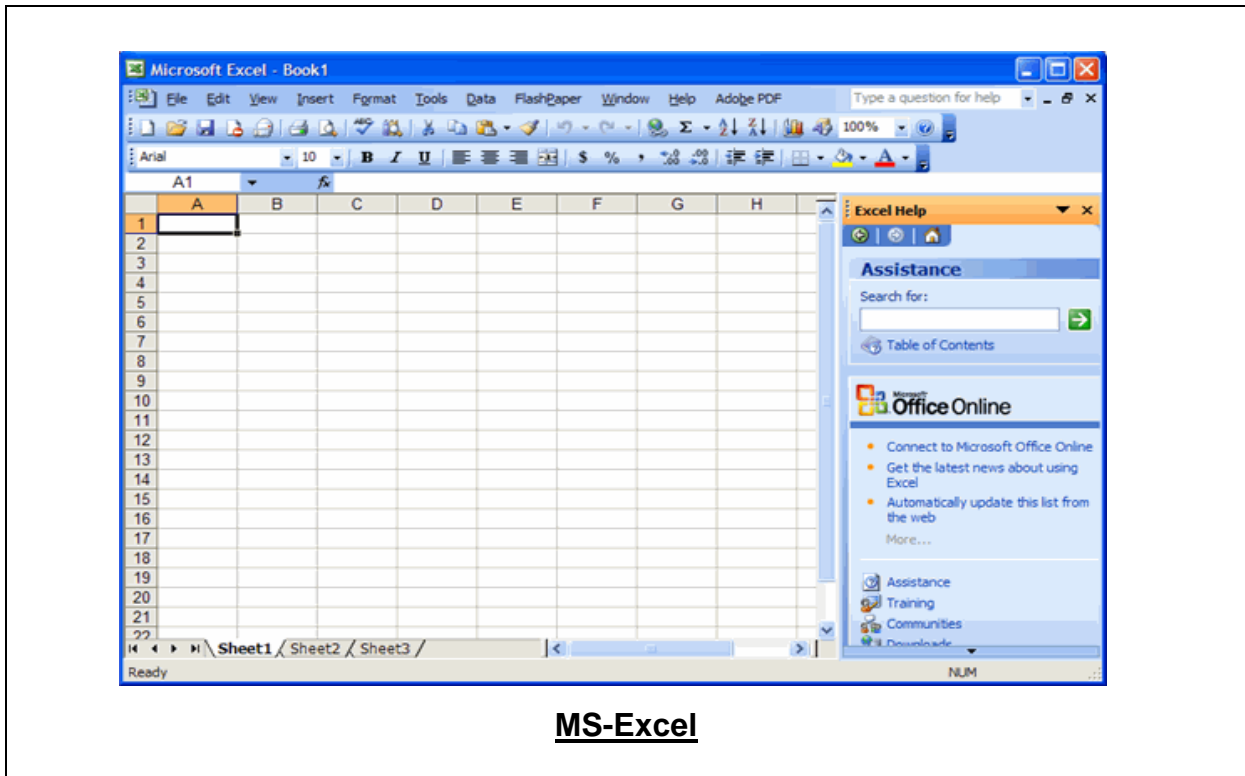 Microsoft Excel - Book1
File Edit View Insert Format Tools Data FlashPaper Window Help Adobe PDF Type a question for help
100%
Arial 10 B I U $ % ,
A1 fx
A B C D E F G H
Excel Help
1
2
3
4
5
6
7
8
9
10
11
12
13
14
15
16
17
18
19
20
21
22
Assistance
Search for:
Table of Contents
Microsoft
Office Online
Connect to Microsoft Office Online
Get the latest news about using
Excel
Automatically update this list from
the web
More...
Assistance
Training
Communities
Downloads
Sheet1 Sheet2 Sheet3
Ready NUM
MS-Excel